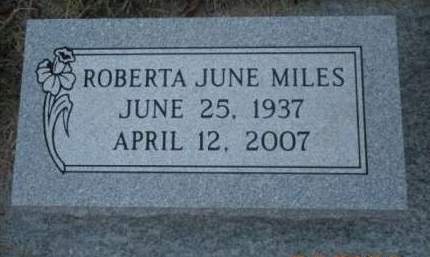 ROBERTA JUNE MILES
JUNE 25, 1937
APRIL 12, 2007